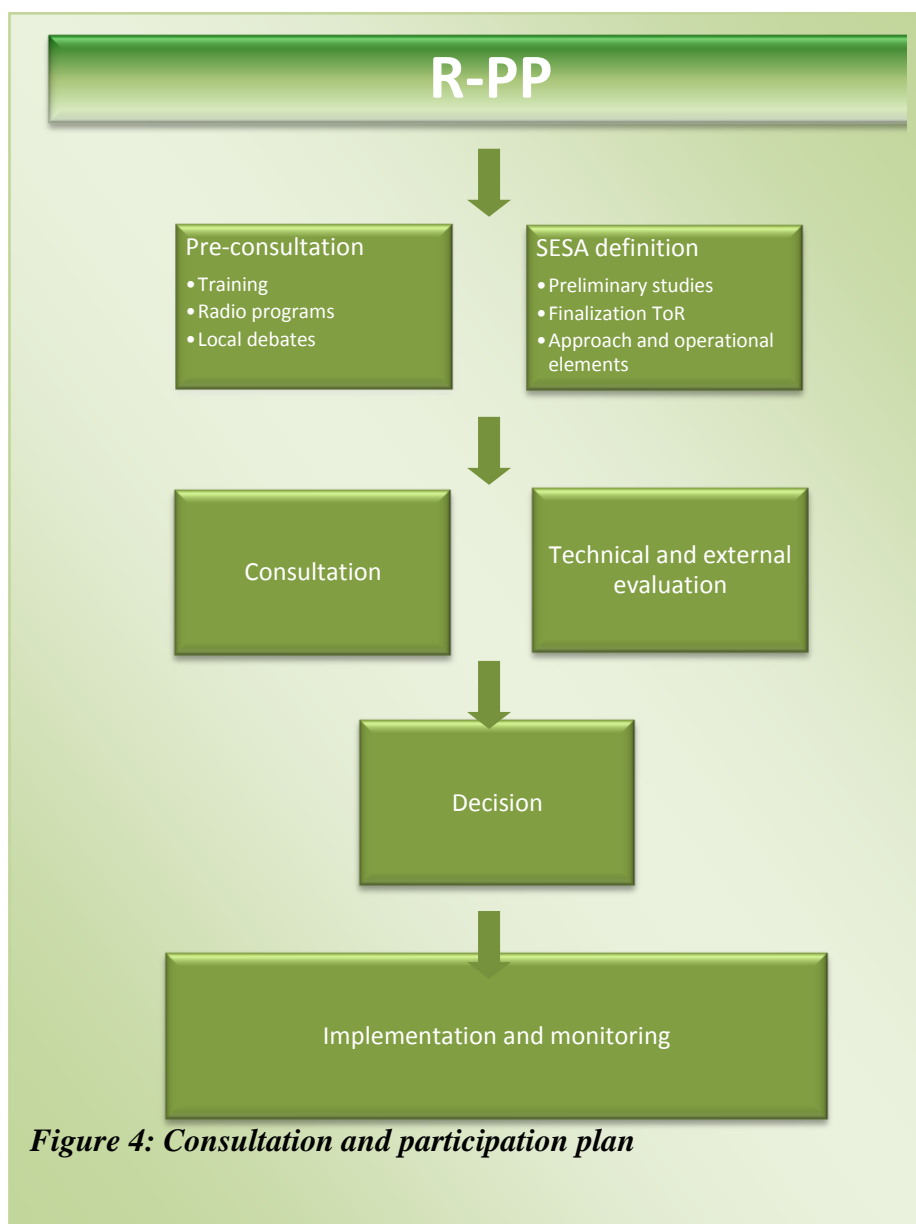 R-PP
Pre-consultation
•Training
•Radio programs
•Local debates
SESA definition
•Preliminary studies
•Finalization ToR
•Approach and operational
elements
Consultation
Technical and external
evaluation
Decision
Implementation and monitoring
Figure 4: Consultation and participation plan